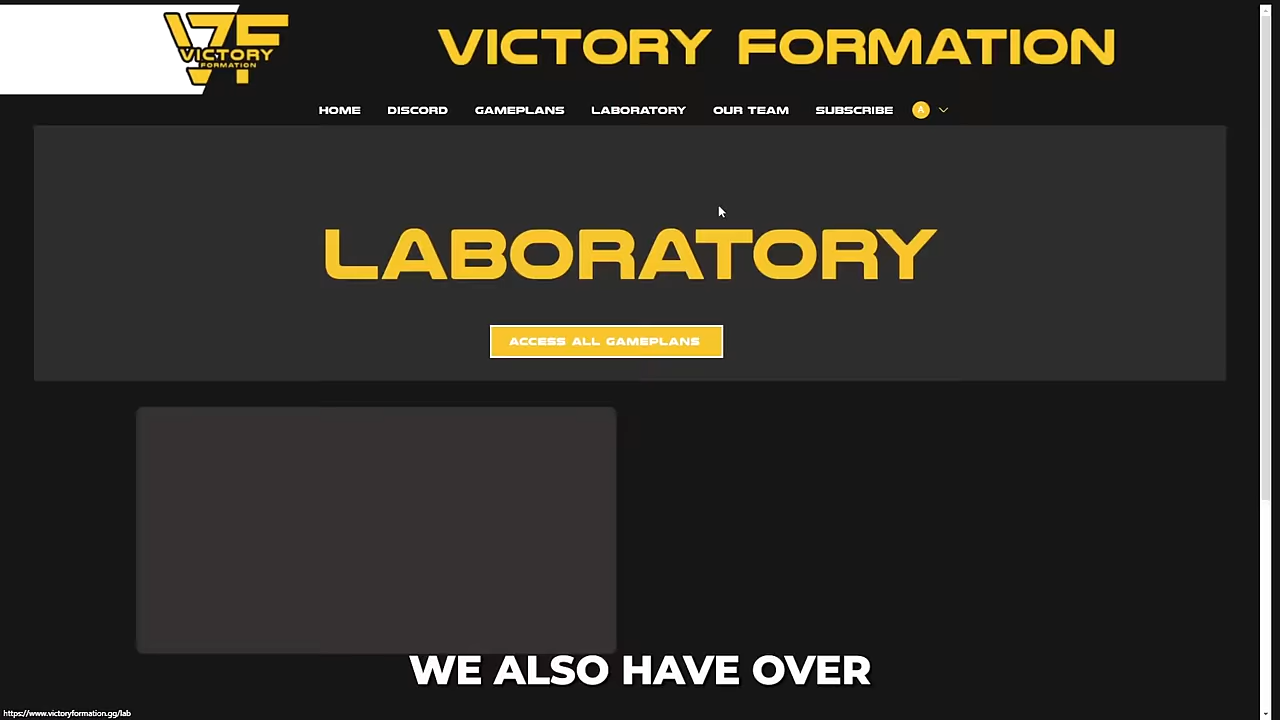 VF
VICTORY
FORMATION
VICTORY FORMATION
HOME DISCORD GAMEPLANS LABORATORY OUR TEAM SUBSCRIBE A
LABORATORY
ACCESS ALL GAMEPLANS
WE ALSO HAVE OVER
https://www.victoryformation.gg/lab